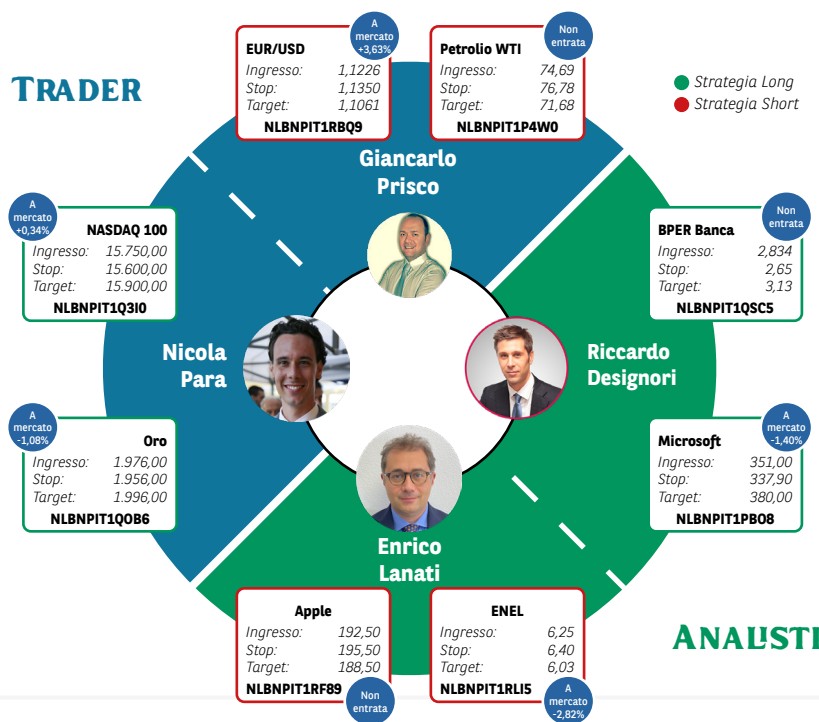 TRADER
EUR/USD
Ingresso: 1,1226
Stop: 1,1350
Target: 1,1061
NLBNPIT1RBQ9
A
mercato
+3,63%
Petrolio WTI
Ingresso: 74,69
Stop: 76,78
Target: 71,68
NLBNPIT1P4W0
Non
entrata
Strategia Long
Strategia Short
Giancarlo
Prisco
A
mercato
+0,34%
NASDAQ 100
Ingresso: 15.750,00
Stop: 15.600,00
Target: 15.900,00
NLBNPIT1Q3I0
BPER Banca
Ingresso: 2,834
Stop: 2,65
Target: 3,13
NLBNPIT1QSC5
Non
entrata
Nicola
Para
Riccardo
Designori
A
mercato
-1,08%
Oro
Ingresso: 1.976,00
Stop: 1.956,00
Target: 1.996,00
NLBNPIT1QOB6
Microsoft
Ingresso: 351,00
Stop: 337,90
Target: 380,00
NLBNPIT1PBO8
A
mercato
-1,40%
Enrico
Lanati
Apple
Ingresso: 192,50
Stop: 195,50
Target: 188,50
NLBNPIT1RF89
Non
entrata
ENEL
Ingresso: 6,25
Stop: 6,40
Target: 6,03
NLBNPIT1RLI5
A
mercato
-2,82%
ANALISTI